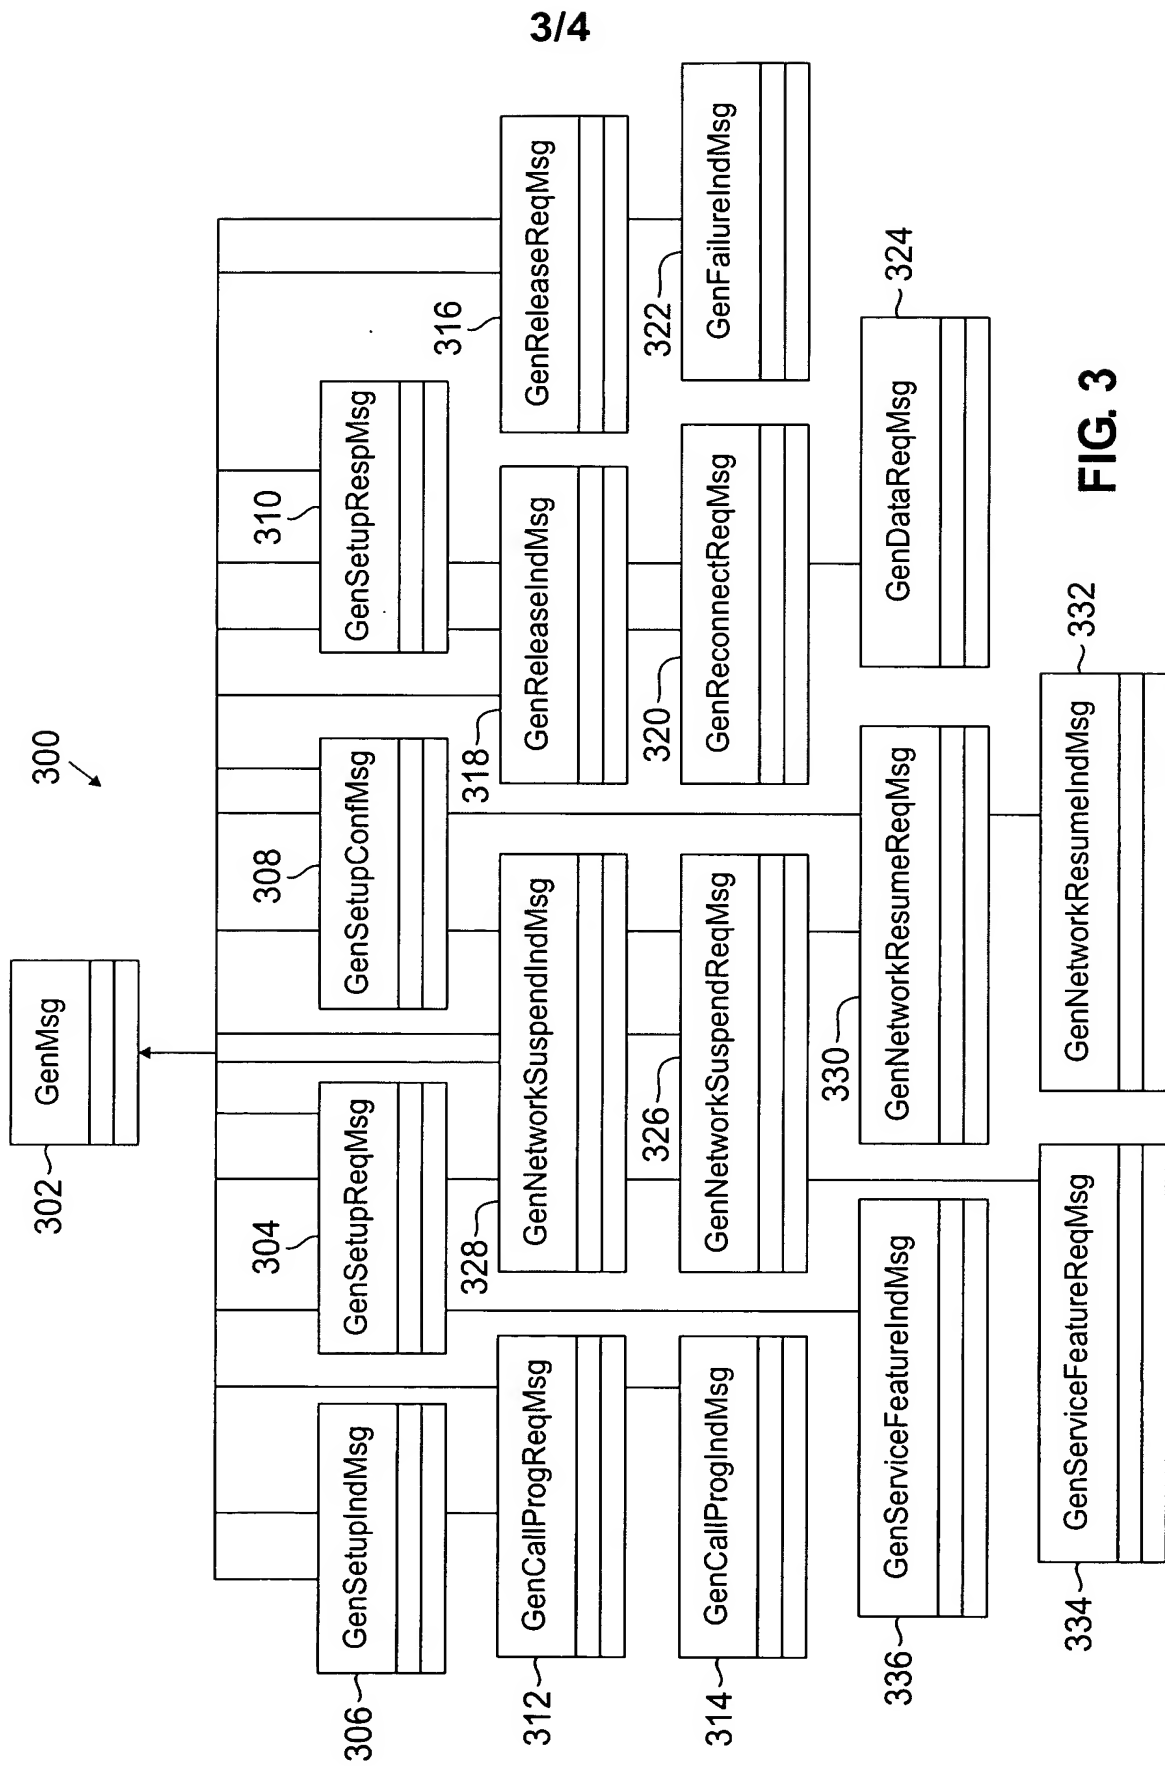 3/4
300
302
GenMsg
306
GenSetupIndMsg
304
GenSetupReqMsg
308
GenSetupConfMsg
310
GenSetupRespMsg
312
GenCallProgReqMsg
328
GenNetworkSuspendIndMsg
318
GenReleaseIndMsg
316
GenReleaseReqMsg
314
GenCallProgIndMsg
326
GenNetworkSuspendReqMsg
320
GenReconnectReqMsg
322
GenFailureIndMsg
336
GenServiceFeatureIndMsg
330
GenNetworkResumeReqMsg
GenDataReqMsg
324
334
GenServiceFeatureReqMsg
GenNetworkResumeIndMsg
332
FIG. 3